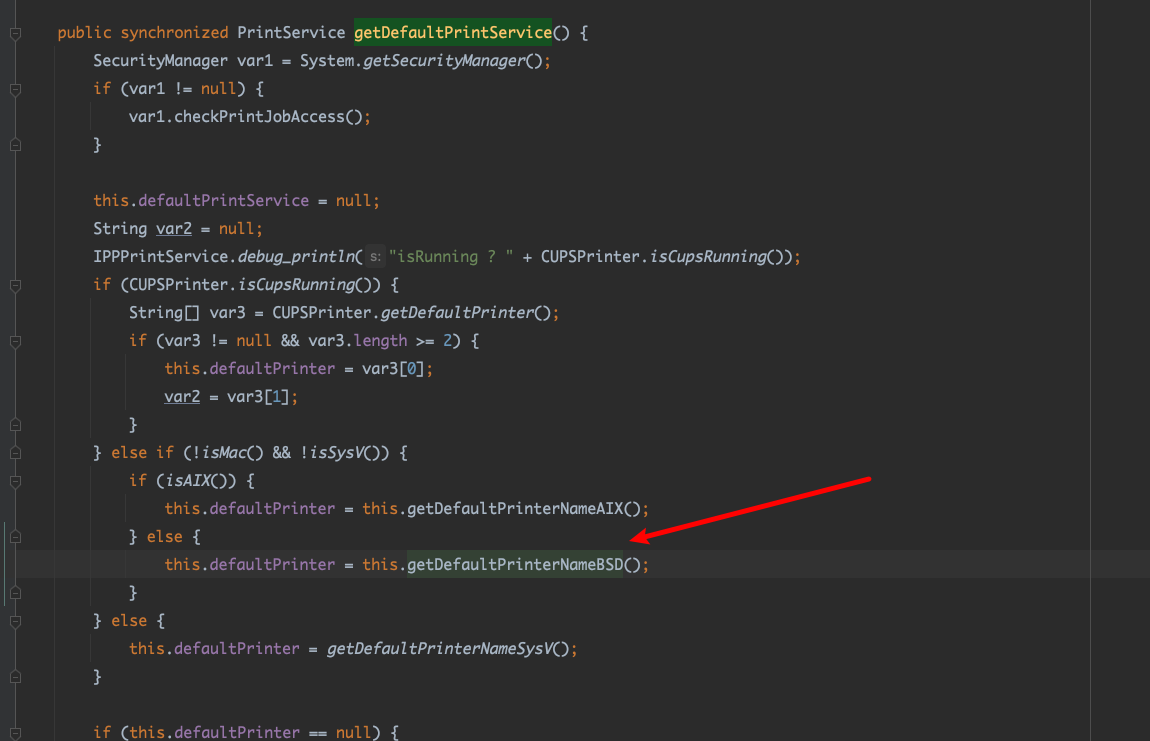 public synchronized PrintService getDefaultPrintService() {
SecurityManager var1 = System.getSecurityManager();
if (var1 != null) {
var1.checkPrintJobAccess();
}
this.defaultPrintService = null;
String var2 = null;
IPPPrintService.debug_println( s: "isRunning ? " + CUPSPrinter.isCupsRunning());
if (CUPSPrinter.isCupsRunning()) {
String[] var3 = CUPSPrinter.getDefaultPrinter();
if (var3 != null && var3.length >= 2) {
this.defaultPrinter = var3[0];
var2 = var3[1];
}
} else if (!isMac() && !isSysV()) {
if (isAIX()) {
this.defaultPrinter = this.getDefaultPrinterNameAIX();
} else {
this.defaultPrinter = this.getDefaultPrinterNameBSD();
}
} else {
this.defaultPrinter = getDefaultPrinterNameSysV();
}
if (this.defaultPrinter == null) {